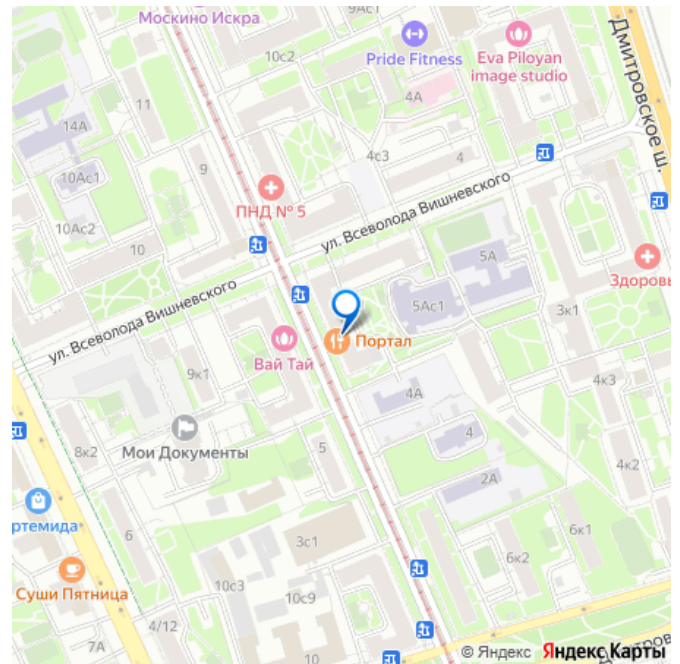 Москино Искра
9Ас1
10с2
Pride Fitness
Eva Piloyan
image studio
Дмитровское ш.
4А
11
14А
9
4с3
4
10Ас1
ПНД № 5
ул. Всеволода Вишневского
10Ас2
10
5А
Здоровь
5Ас1
3к1
ул. Всеволода Вишневского
Портал
Вай Тай
9к1
4А
4к3
Мои Документы
8к2
5
4
4к2
2А
ртемида
6
3с1
6к1
6к2
Суши Пятница
10с3
10с9
4/12
7А
10
© Яндекс Яндекс Карты
митров